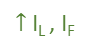 ↑I_L , I_F